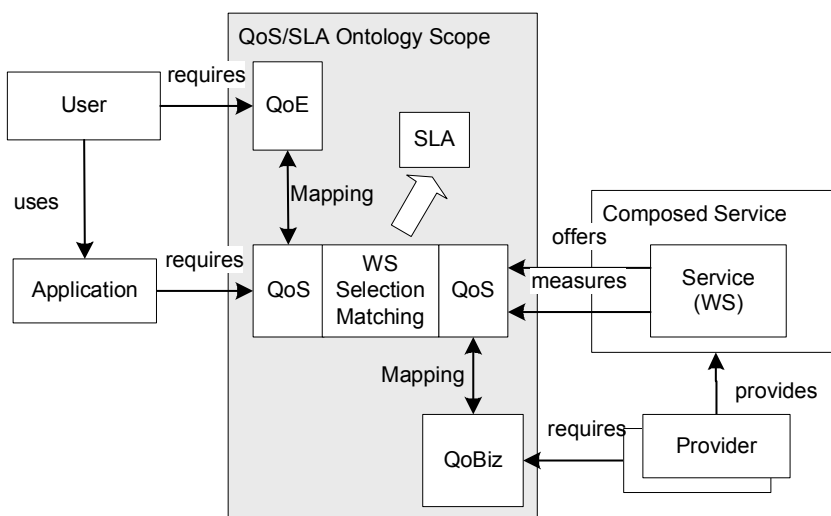 QoS/SLA Ontology Scope
requires
User
QoE
SLA
Mapping
uses
Composed Service
offers
requires
WS
Selection
Matching
QoS
QoS
measures
Service
(WS)
Application
Mapping
provides
requires
Provider
QoBiz